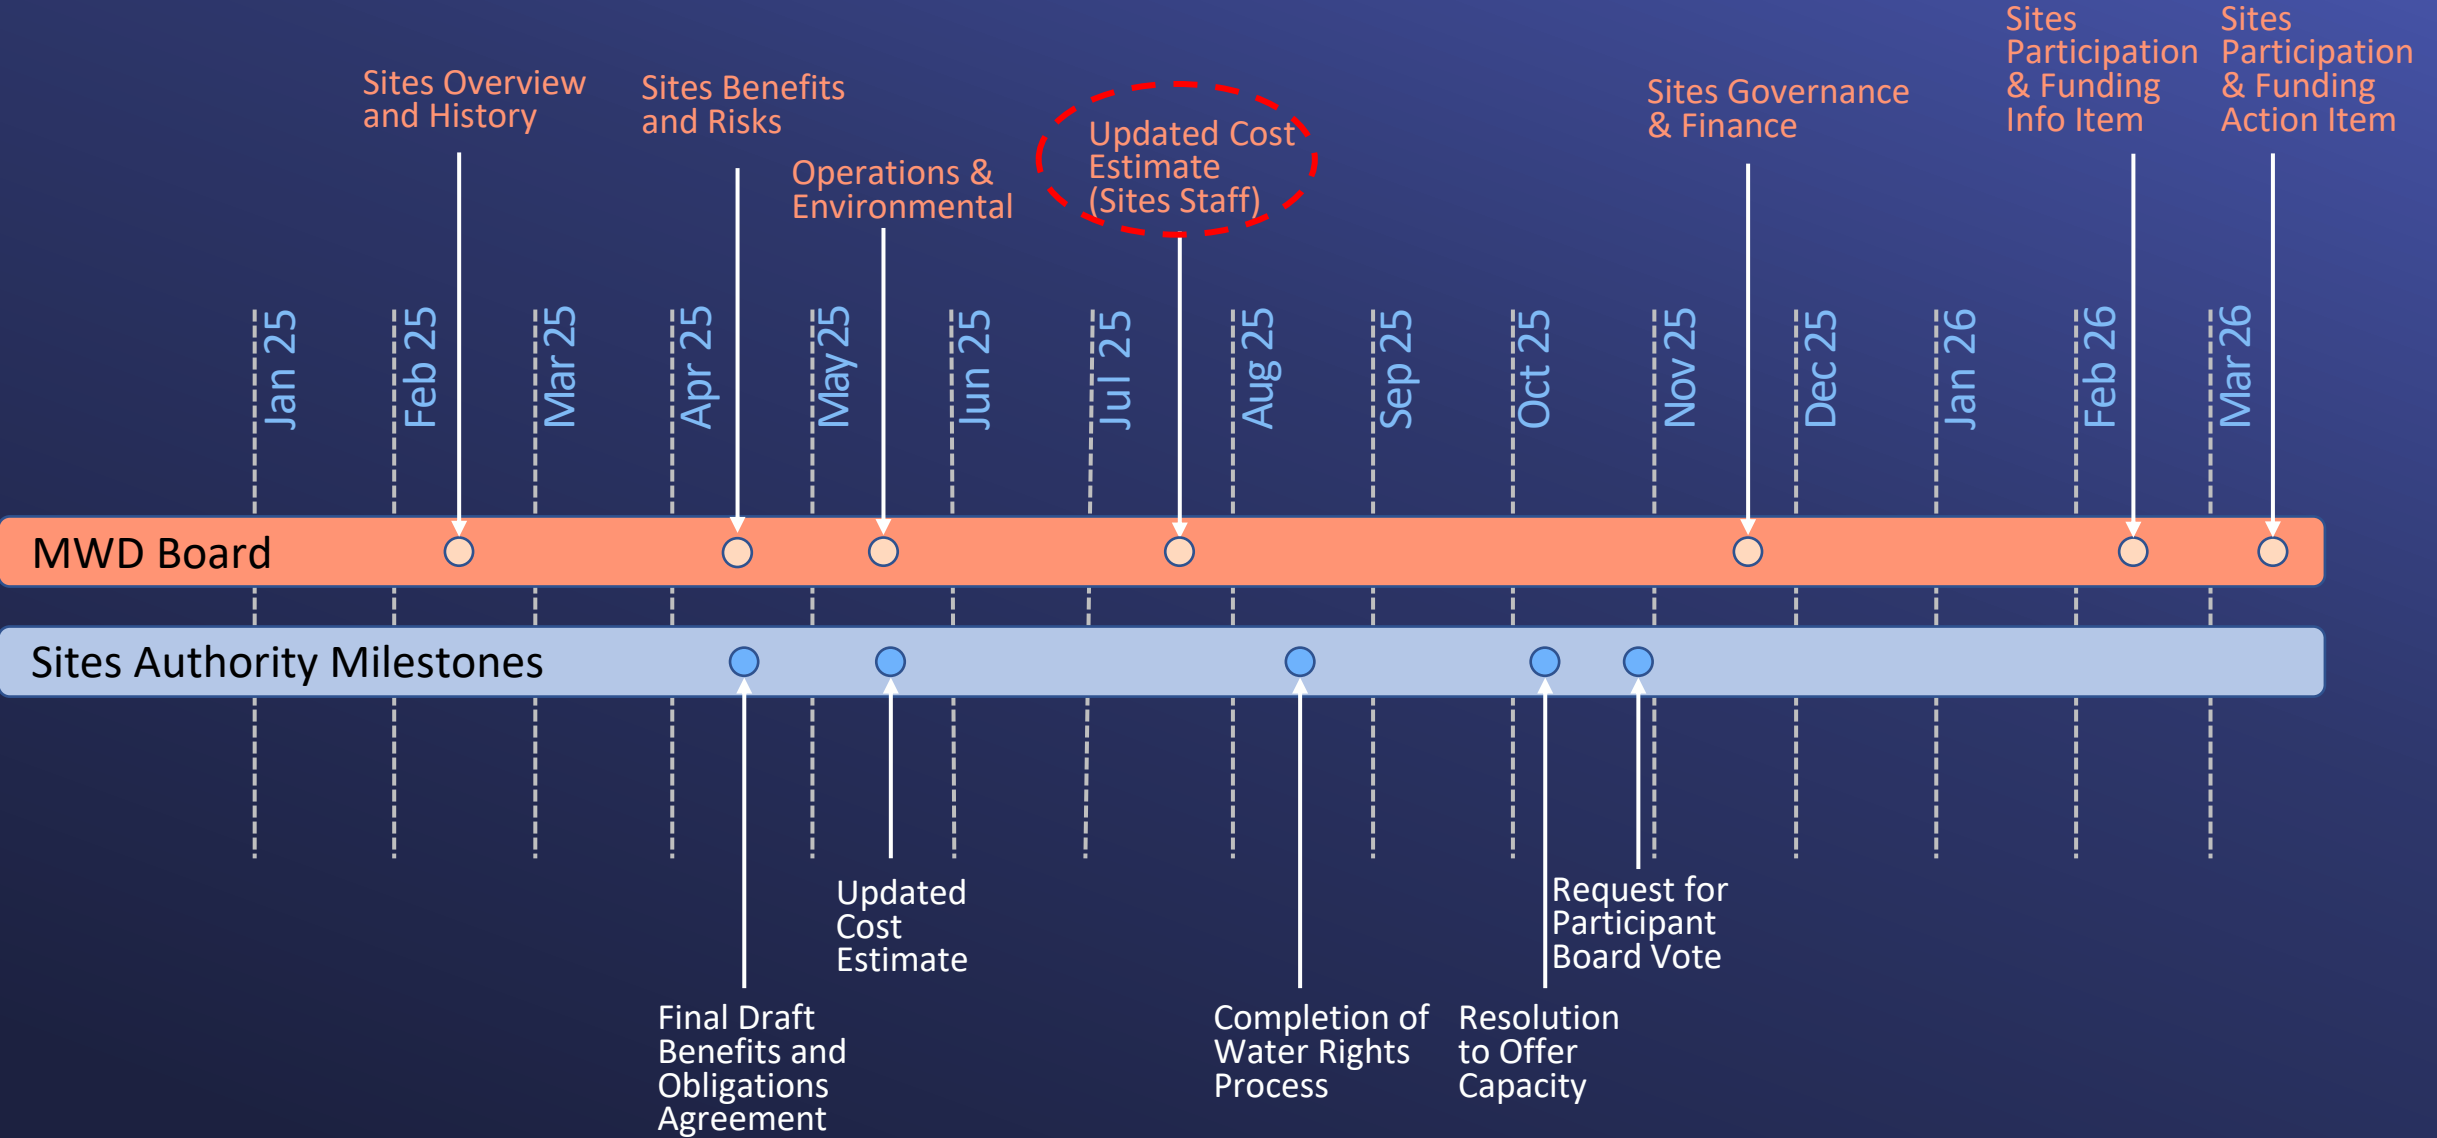 Sites Overview
and History
Sites Benefits
and Risks
Operations &
Environmental
Updated Cost
Estimate
(Sites Staff)
Sites Governance
& Finance
Sites
Participation
& Funding
Info Item
Sites
Participation
& Funding
Action Item
Jan 25
Feb 25
Mar 25
Apr 25
May 25
Jun 25
Jul 25
Aug 25
Sep 25
Oct 25
Nov 25
Dec 25
Jan 26
Feb 26
Mar 26
MWD Board
Sites Authority Milestones
Final Draft
Benefits and
Obligations
Agreement
Updated
Cost
Estimate
Completion of
Water Rights
Process
Resolution
to Offer
Capacity
Request for
Participant
Board Vote